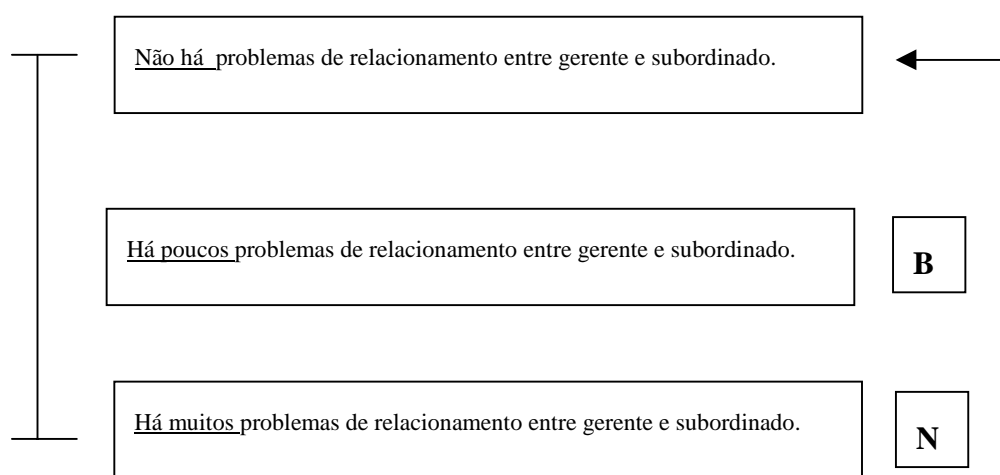 Não há problemas de relacionamento entre gerente e subordinado.
Há poucos problemas de relacionamento entre gerente e subordinado.
B
Há muitos problemas de relacionamento entre gerente e subordinado.
N